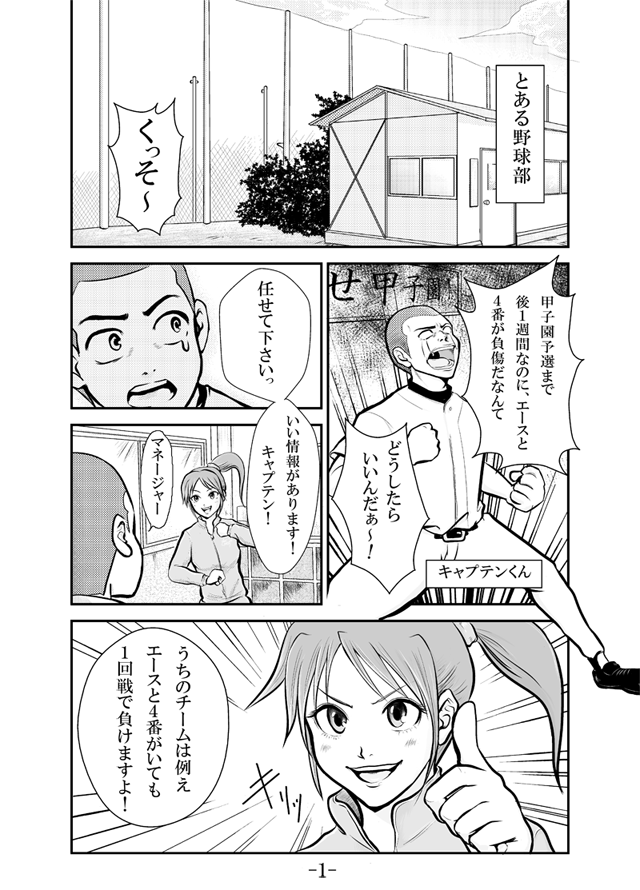 とある野球部
くっそ〜
せ甲子園
甲子園予選まで
後1週間なのに、エースと
4番が負傷だなんて
どうしたら
いいんだぁ〜!
キャプテンくん
任せて下さいっ
いい情報があります!
キャプテン!
マネージャー
うちのチームは例え
エースと4番がいても
1回戦で負けますよ!
キリッ
-1-